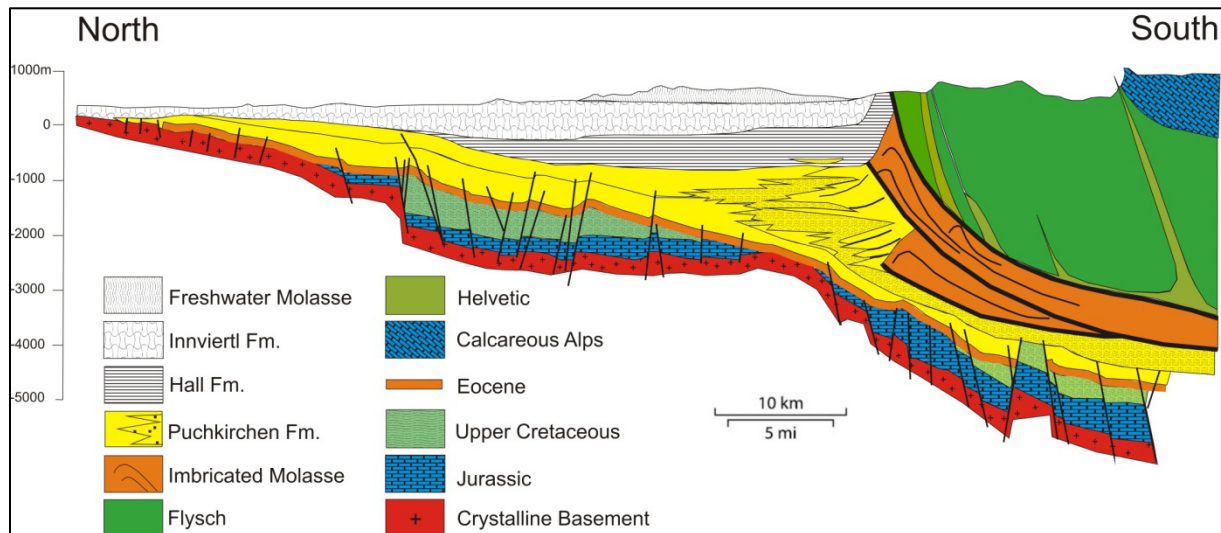 North
South
1000m
0
-1000
-2000
-3000
-4000
-5000
Freshwater Molasse
Innviertl Fm.
Hall Fm.
Puchkirchen Fm.
Imbricated Molasse
Flysch
Helvetic
Calcareous Alps
Eocene
Upper Cretaceous
Jurassic
Crystalline Basement
10 km
5 mi